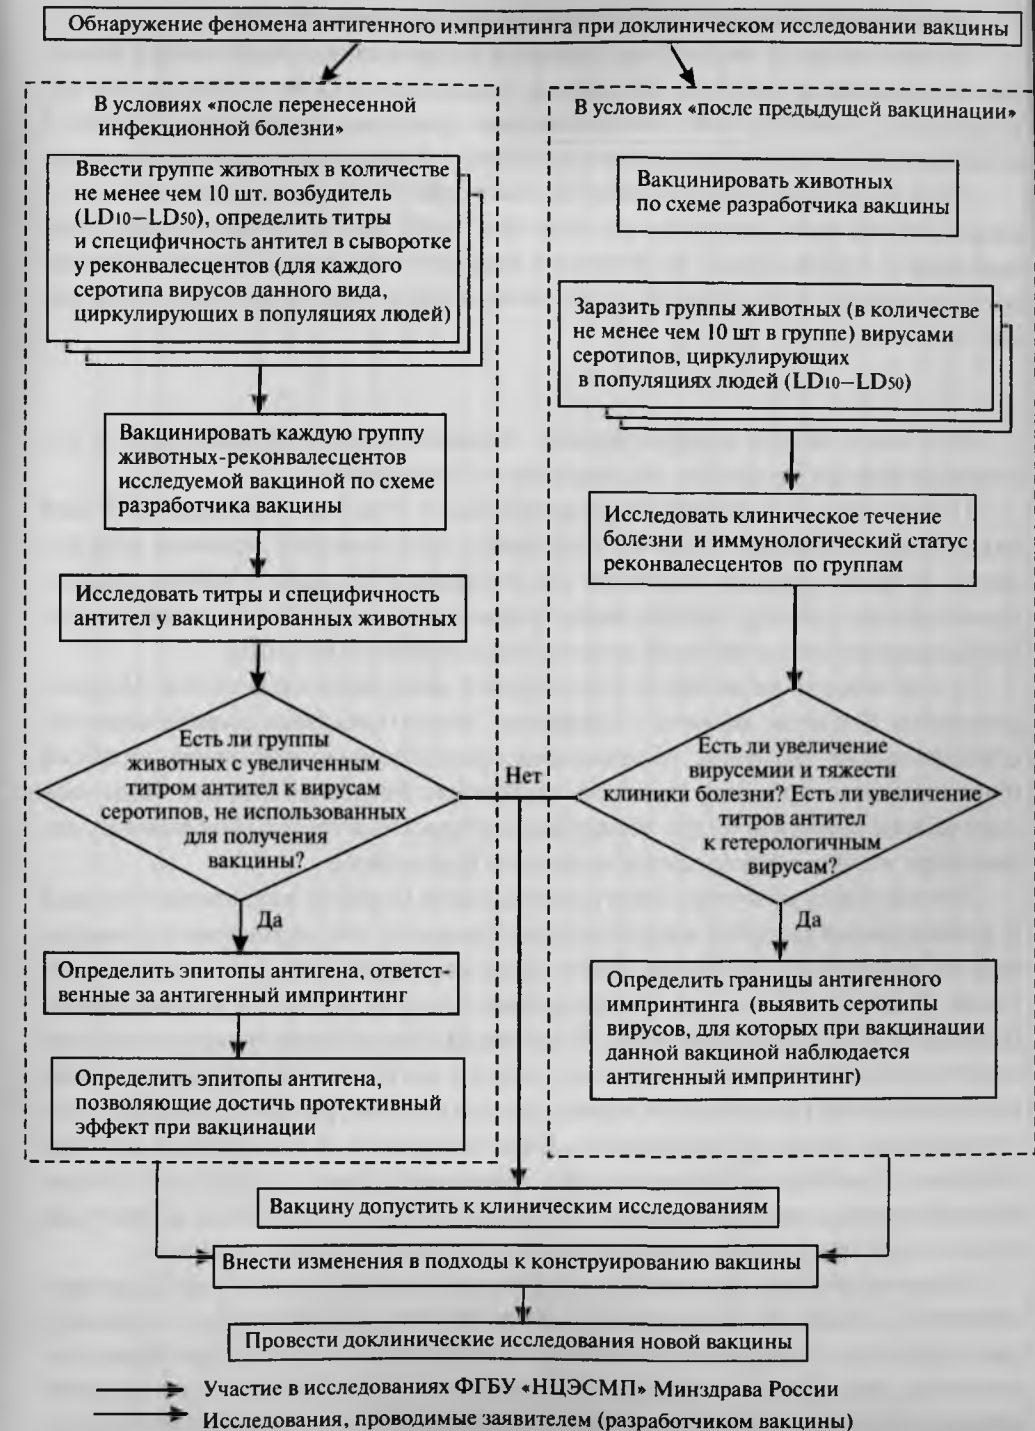 Обнаружение феномена антигенного импринтинга при доклиническом исследовании вакцины
В условиях «после перенесенной
инфекционной болезни»
Ввести группе животных в количестве
не менее чем 10 шт. возбудитель
(LD10—LD50), определить титры
и специфичность антител в сыворотке
у реконвалесцентов (для каждого
серотипа вирусов данного вида,
циркулирующих в популяциях людей)
Вакцинировать каждую группу
животных-реконвалесцентов
исследуемой вакциной по схеме
разработчика вакцины
Исследовать титры и специфичность
антител у вакцинированных животных
Есть ли группы
животных с увеличенным
титром антител к вирусам
серотипов, не использованных
для получения
вакцины?
Да
Определить эпитопы антигена, ответст-
венные за антигенный импринтинг
Определить эпитопы антигена,
позволяющие достичь протективный
эффект при вакцинации
Нет
В условиях «после предыдущей вакцинации»
Вакцинировать животных
по схеме разработчика вакцины
Заразить группы животных (в количестве
не менее чем 10 шт в группе) вирусами
серотипов, циркулирующих
в популяциях людей (LD10—LD50)
Исследовать клиническое течение
болезни и иммунологический статус
реконвалесцентов по группам
Есть ли увеличение
вирусемии и тяжести
клиники болезни? Есть ли увеличение
титров антител
к гетерологичным
вирусам?
Да
Определить границы антигенного
импринтинга (выявить серотипы
вирусов, для которых при вакцинации
данной вакциной наблюдается
антигенный импринтинг)
Вакцину допустить к клиническим исследованиям
Внести изменения в подходы к конструированию вакцины
Провести доклинические исследования новой вакцины
Участие в исследованиях ФГБУ «НЦЭСМП» Минздрава России
Исследования, проводимые заявителем (разработчиком вакцины)